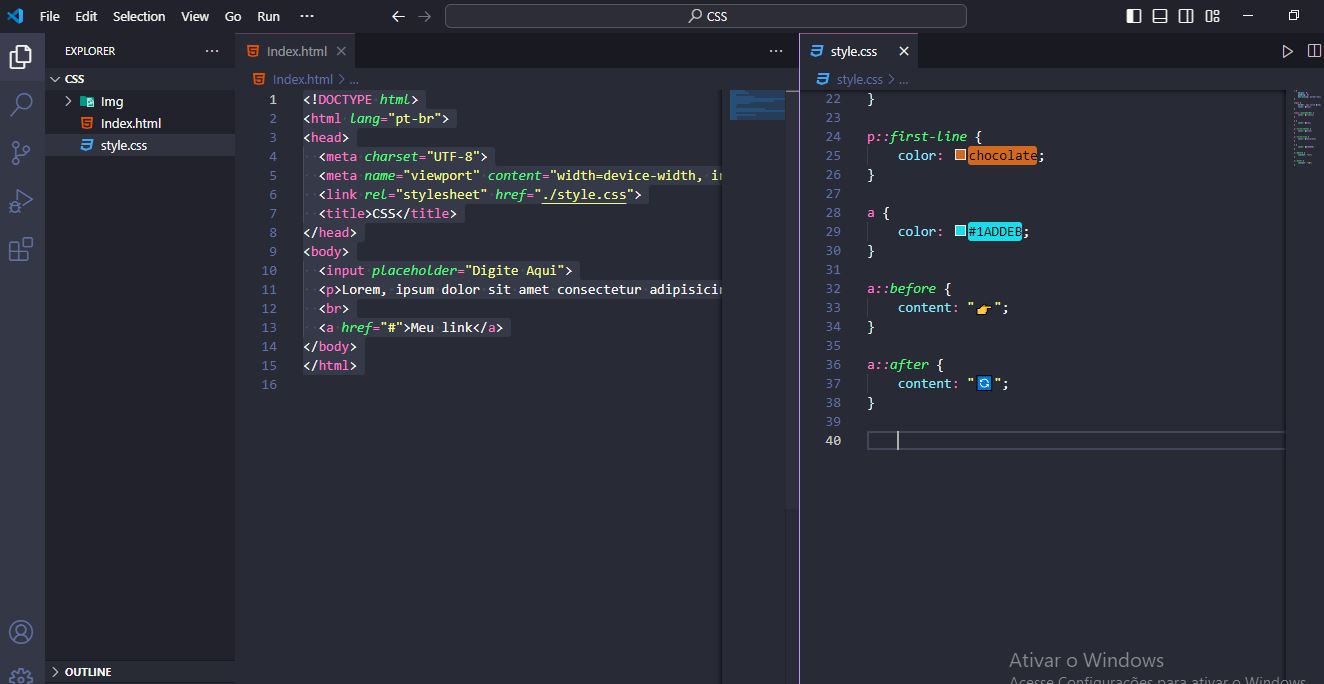 File Edit Selection View Go Run ···
CSS
EXPLORER ···
CSS
Img
Index.html
style.css
OUTLINE
Index.html
Index.html > ...
1 <!DOCTYPE html>
2 <html lang="pt-br">
3 <head>
4 <meta charset="UTF-8">
5 <meta name="viewport" content="width=device-width, in
6 <link rel="stylesheet" href="./style.css">
7 <title>CSS</title>
8 </head>
9 <body>
10 <input placeholder="Digite Aqui">
11 <p>Lorem, ipsum dolor sit amet consectetur adipisicin
12 <br>
13 <a href="#">Meu link</a>
14 </body>
15 </html>
16
style.css
style.css > ...
22 }
23
24 p::first-line {
25 color: chocolate;
26 }
27
28 a {
29 color: #1ADDEB;
30 }
31
32 a::before {
33 content: "👉";
34 }
35
36 a::after {
37 content: "🔄";
38 }
39
40
Ativar o Windows
Acesse Configurações para ativar o Windows.